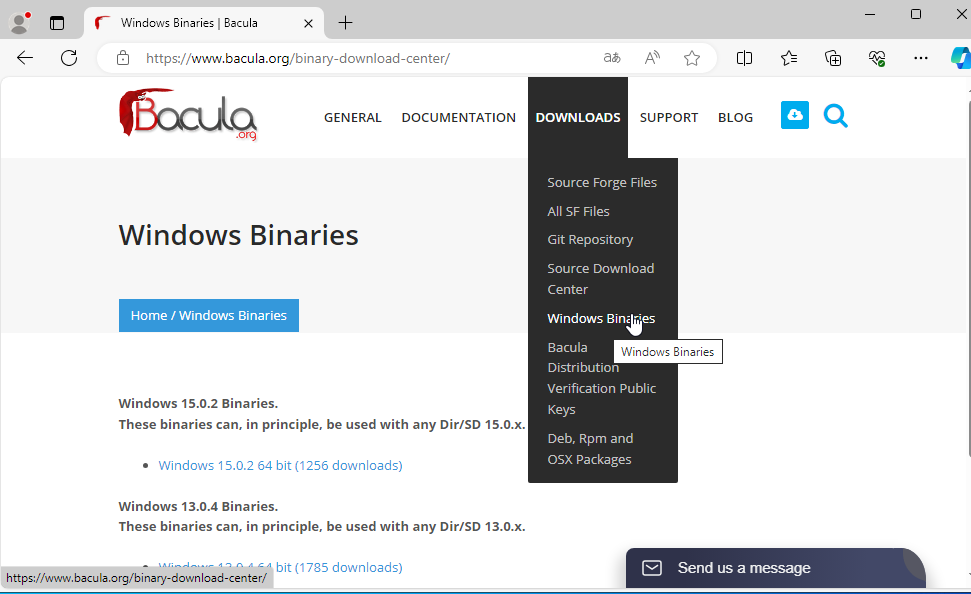 Windows Binaries | Bacula
https://www.bacula.org/binary-download-center/
Bacula
.org
GENERAL
DOCUMENTATION
DOWNLOADS
SUPPORT
BLOG
Source Forge Files
All SF Files
Git Repository
Source Download
Center
Windows Binaries
Windows Binaries
Bacula
Distribution
Verification Public
Keys
Deb, Rpm and
OSX Packages
Windows Binaries
Home / Windows Binaries
Windows 15.0.2 Binaries.
These binaries can, in principle, be used with any Dir/SD 15.0.x.
Windows 15.0.2 64 bit (1256 downloads)
Windows 13.0.4 Binaries.
These binaries can, in principle, be used with any Dir/SD 13.0.x.
Windows 13.0.4 64 bit (1785 downloads)
https://www.bacula.org/binary-download-center/
Send us a message